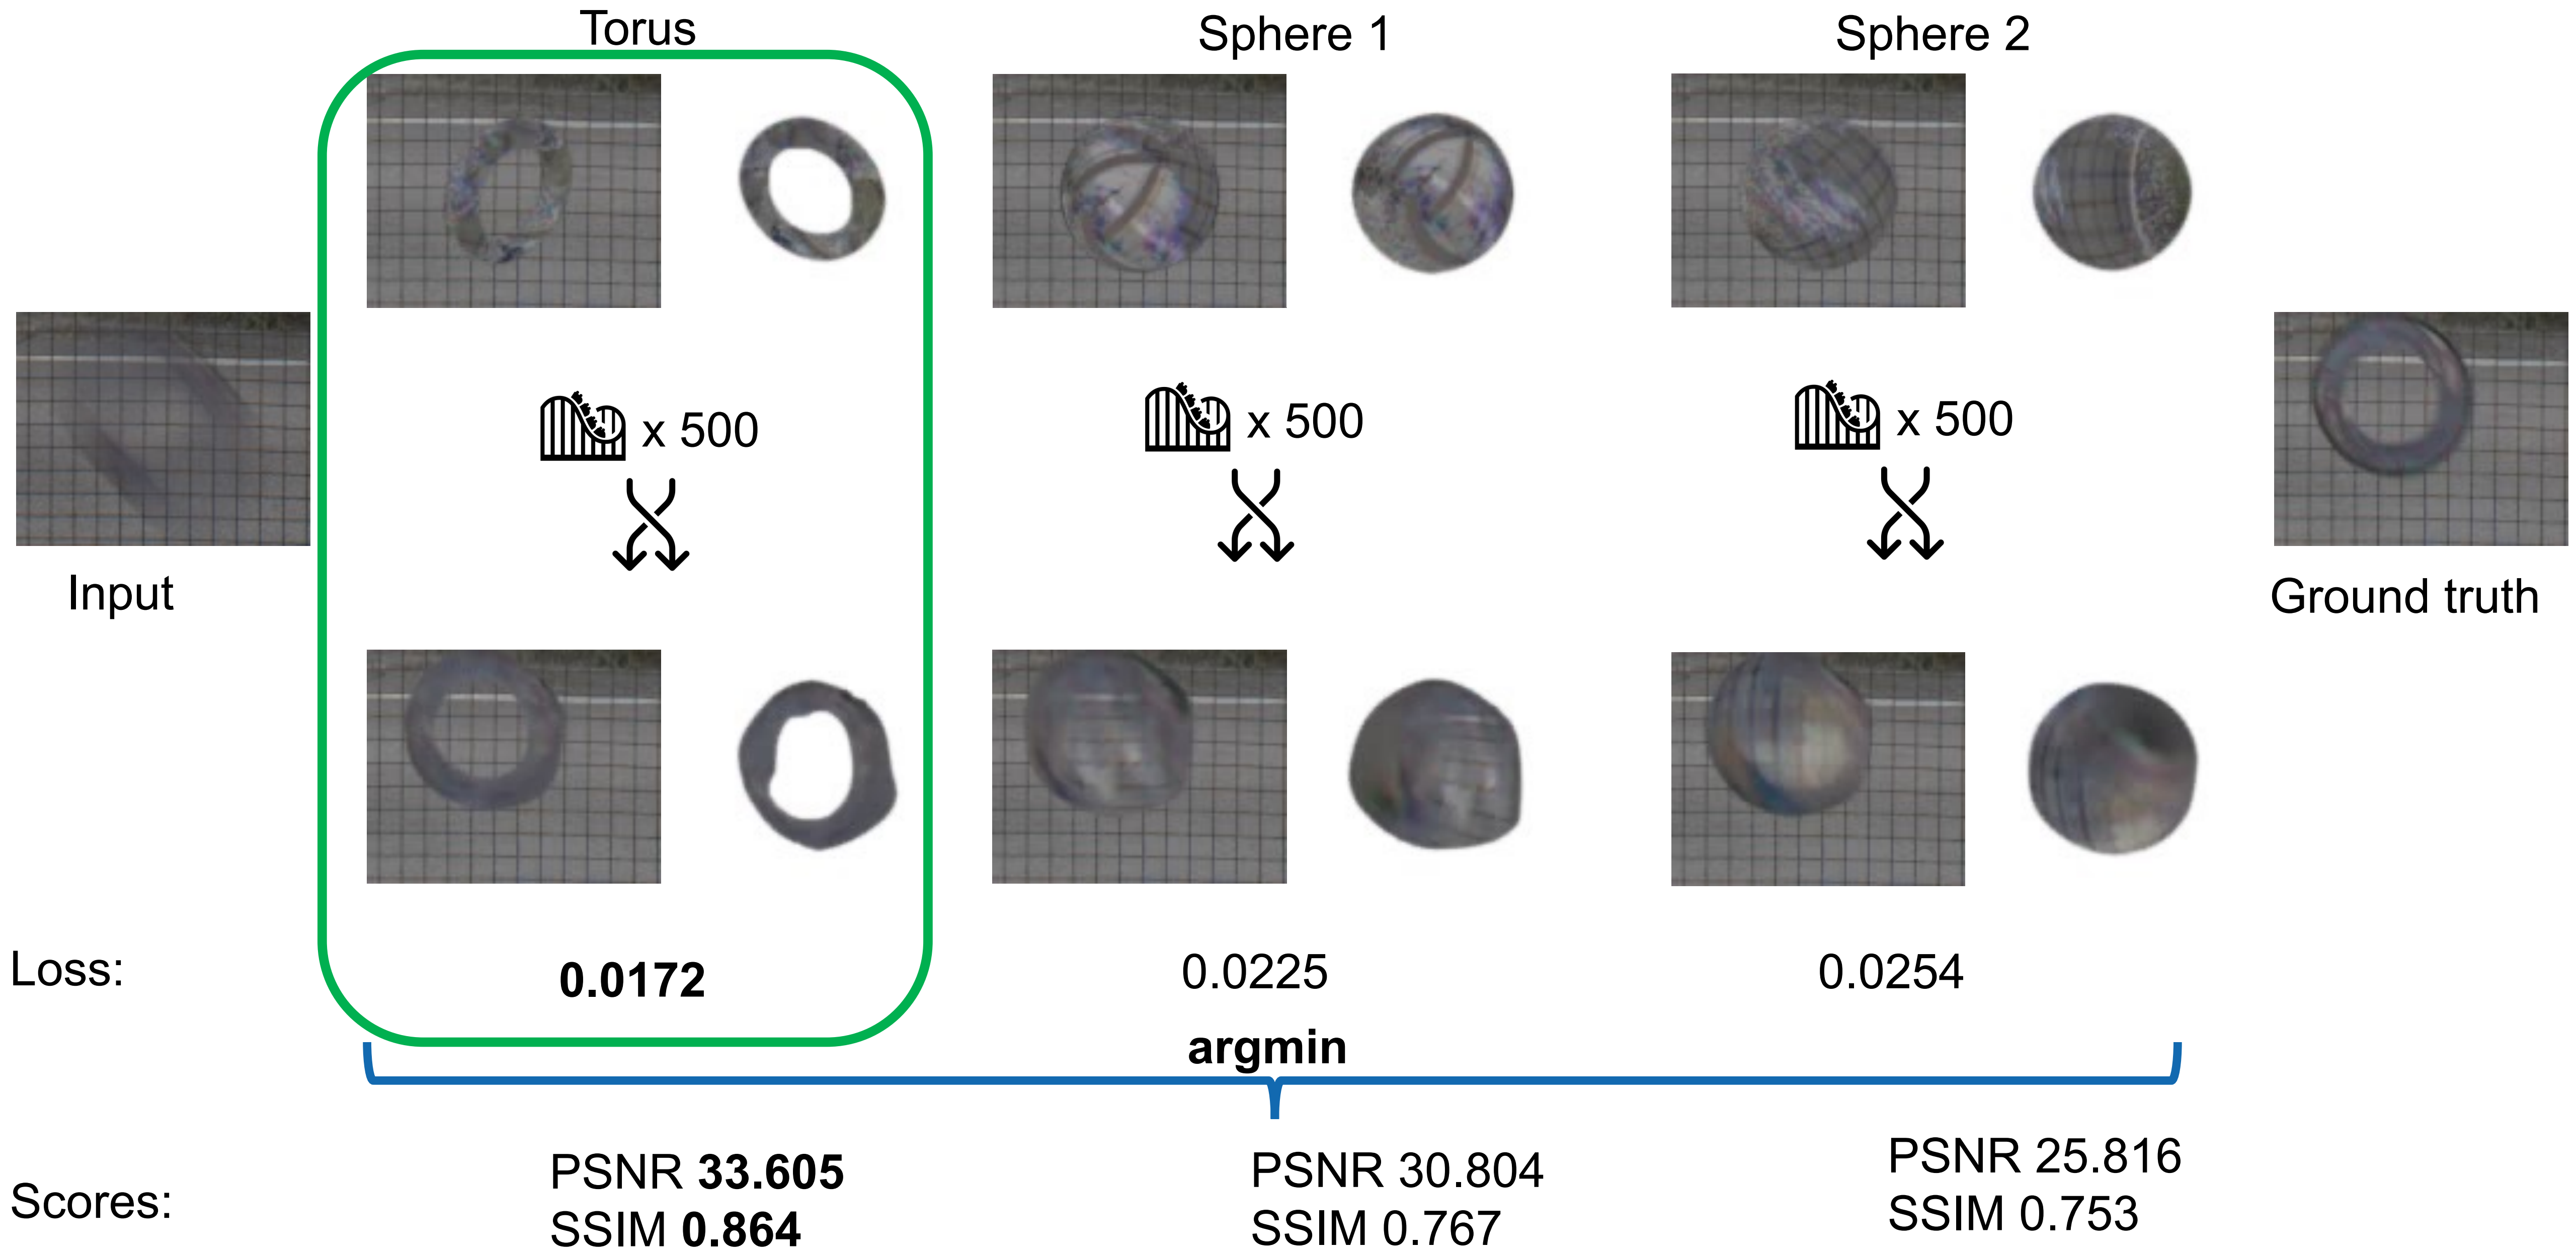 Torus
Sphere 1
Sphere 2
x 500
x 500
x 500
Input
Ground truth
Loss:
0.0172
0.0225
0.0254
argmin
Scores:
PSNR 33.605
SSIM 0.864
PSNR 30.804
SSIM 0.767
PSNR 25.816
SSIM 0.753